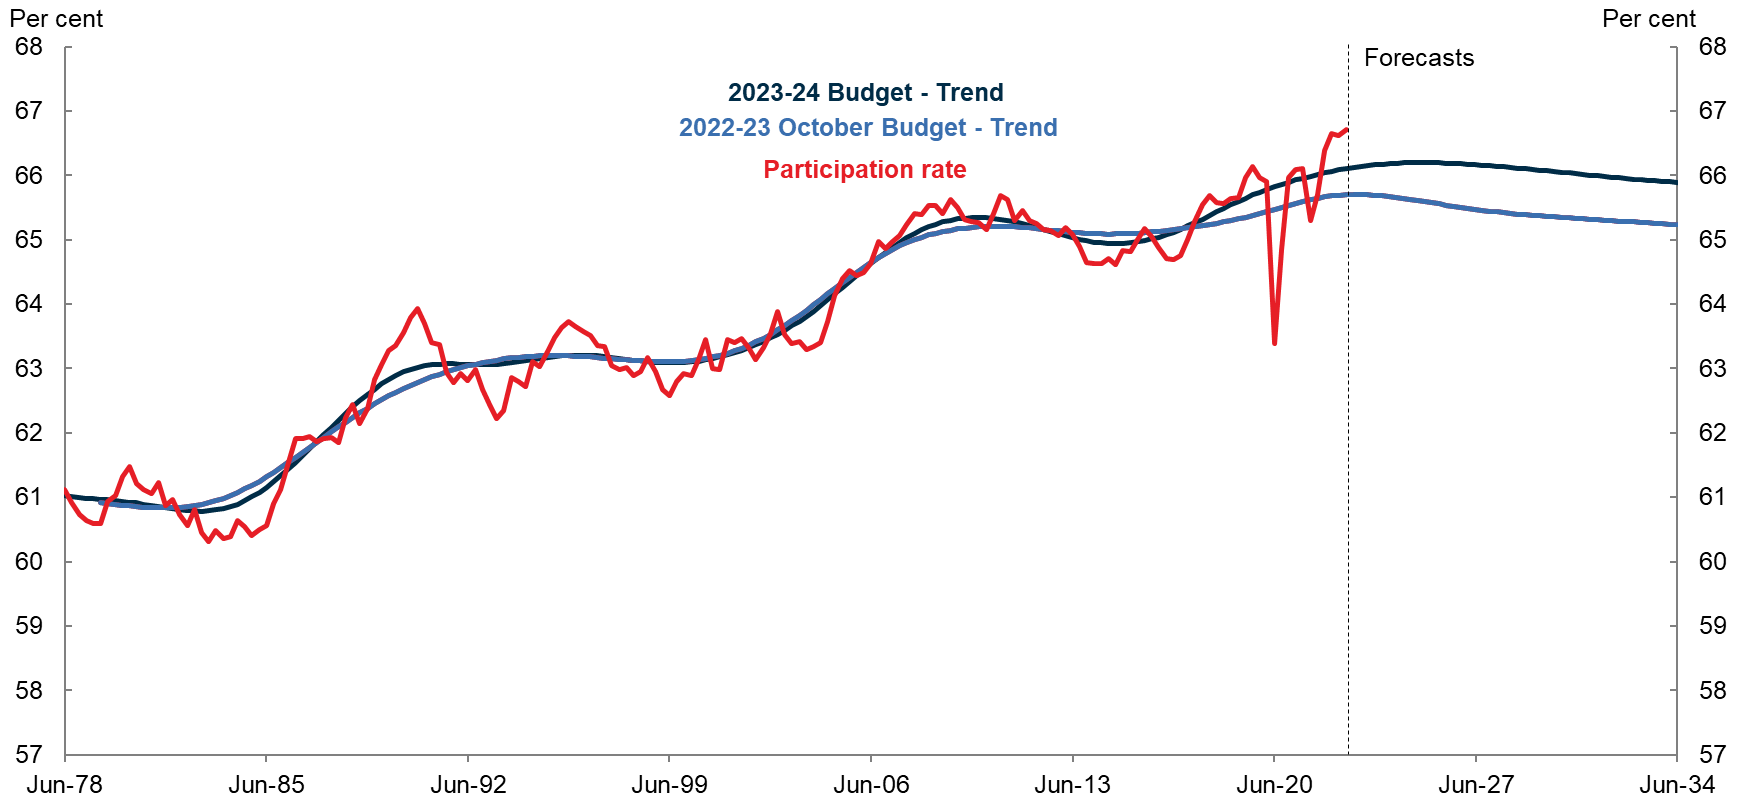 Per cent Per cent
68 68
Forecasts
2023-24 Budget - Trend
67 67
2022-23 October Budget - Trend
Participation rate
66 66
65 65
64 64
63 63
62 62
61 61
60 60
59 59
58 58
57 57
Jun-78 Jun-85 Jun-92 Jun-99 Jun-06 Jun-13 Jun-20 Jun-27 Jun-34